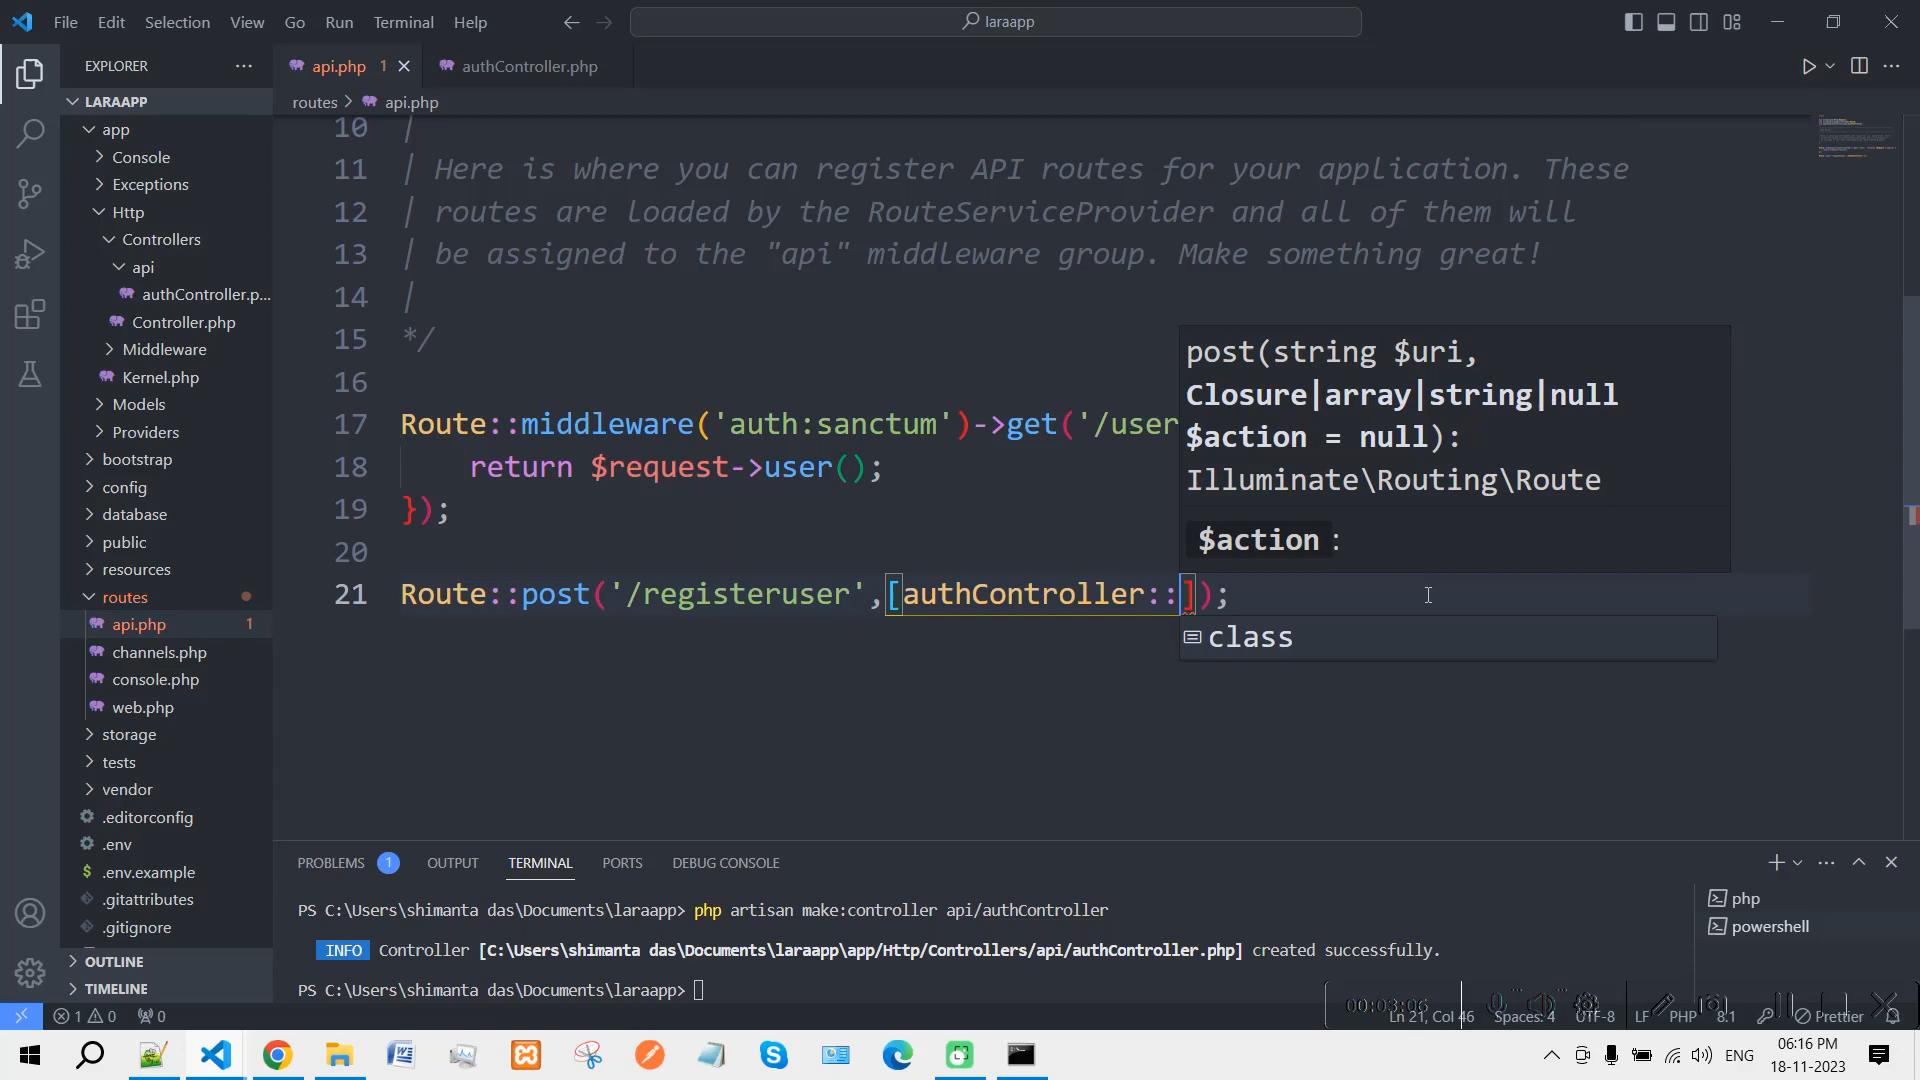 File Edit Selection View Go Run Terminal Help
laraapp
EXPLORER
api.php 1
authController.php
LARAAPP
routes > api.php
app
Console
Exceptions
Http
Controllers
api
authController.p...
Controller.php
Middleware
Kernel.php
Models
Providers
bootstrap
config
database
public
resources
routes
api.php 1
channels.php
console.php
web.php
storage
tests
vendor
.editorconfig
.env
.env.example
.gitattributes
.gitignore
OUTLINE
TIMELINE
10 |
11 | Here is where you can register API routes for your application. These
12 | routes are loaded by the RouteServiceProvider and all of them will
13 | be assigned to the "api" middleware group. Make something great!
14 |
15 */
16
17 Route::middleware('auth:sanctum')->get('/user
18 return $request->user();
19 });
20
21 Route::post('/registeruser',[authController::]);
post(string $uri,
Closure|array|string|null
$action = null):
Illuminate\Routing\Route
$action:
class
PROBLEMS 1 OUTPUT TERMINAL PORTS DEBUG CONSOLE
PS C:\Users\shimanta das\Documents\laraapp> php artisan make:controller api/authController
INFO Controller [C:\Users\shimanta das\Documents\laraapp\app/Http/Controllers/api/authController.php] created successfully.
PS C:\Users\shimanta das\Documents\laraapp>
php
powershell
00:03:06
1 0 0
Ln 21, Col 46 Spaces: 4 UTF-8 LF PHP 8.1 Prettier
ENG
06:16 PM
18-11-2023